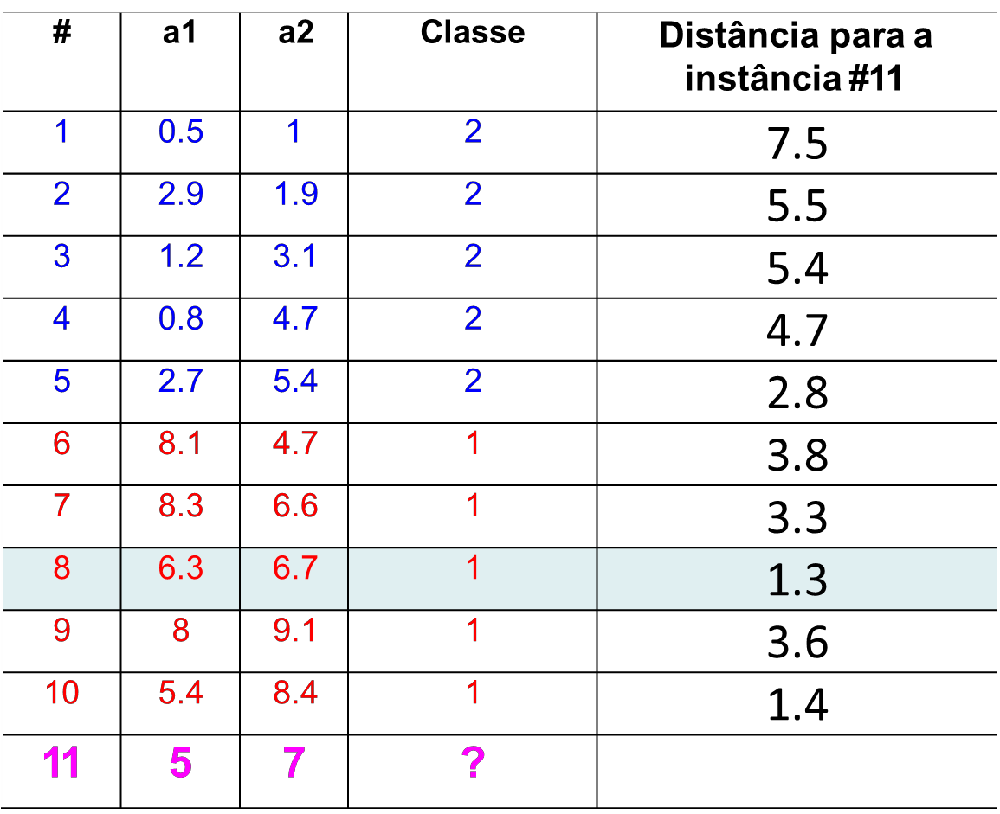 # a1 a2 Classe Distância para a
instância #11
1 0.5 1 2 7.5
2 2.9 1.9 2 5.5
3 1.2 3.1 2 5.4
4 0.8 4.7 2 4.7
5 2.7 5.4 2 2.8
6 8.1 4.7 1 3.8
7 8.3 6.6 1 3.3
8 6.3 6.7 1 1.3
9 8 9.1 1 3.6
10 5.4 8.4 1 1.4
11 5 7 ?